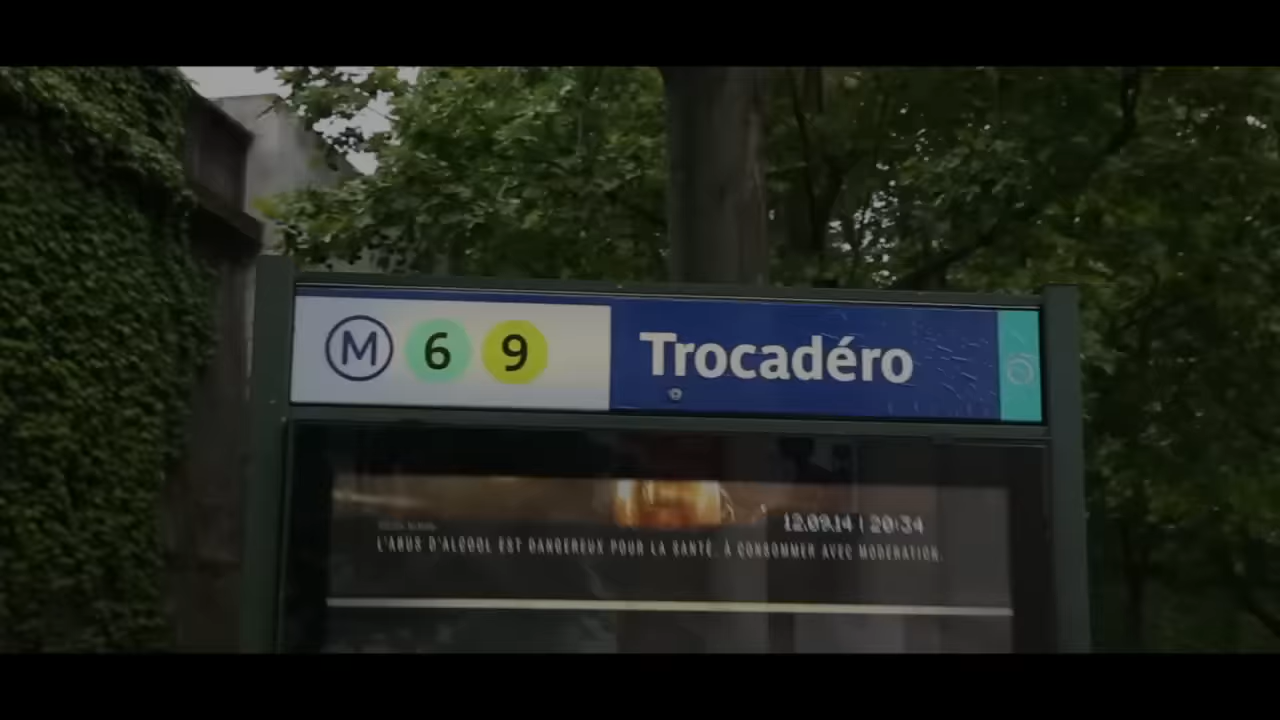 M 6 9 Trocadéro
12.09.14 | 20:34
L'ABUS D'ALCOOL EST DANGEREUX POUR LA SANTÉ. À CONSOMMER AVEC MODÉRATION.